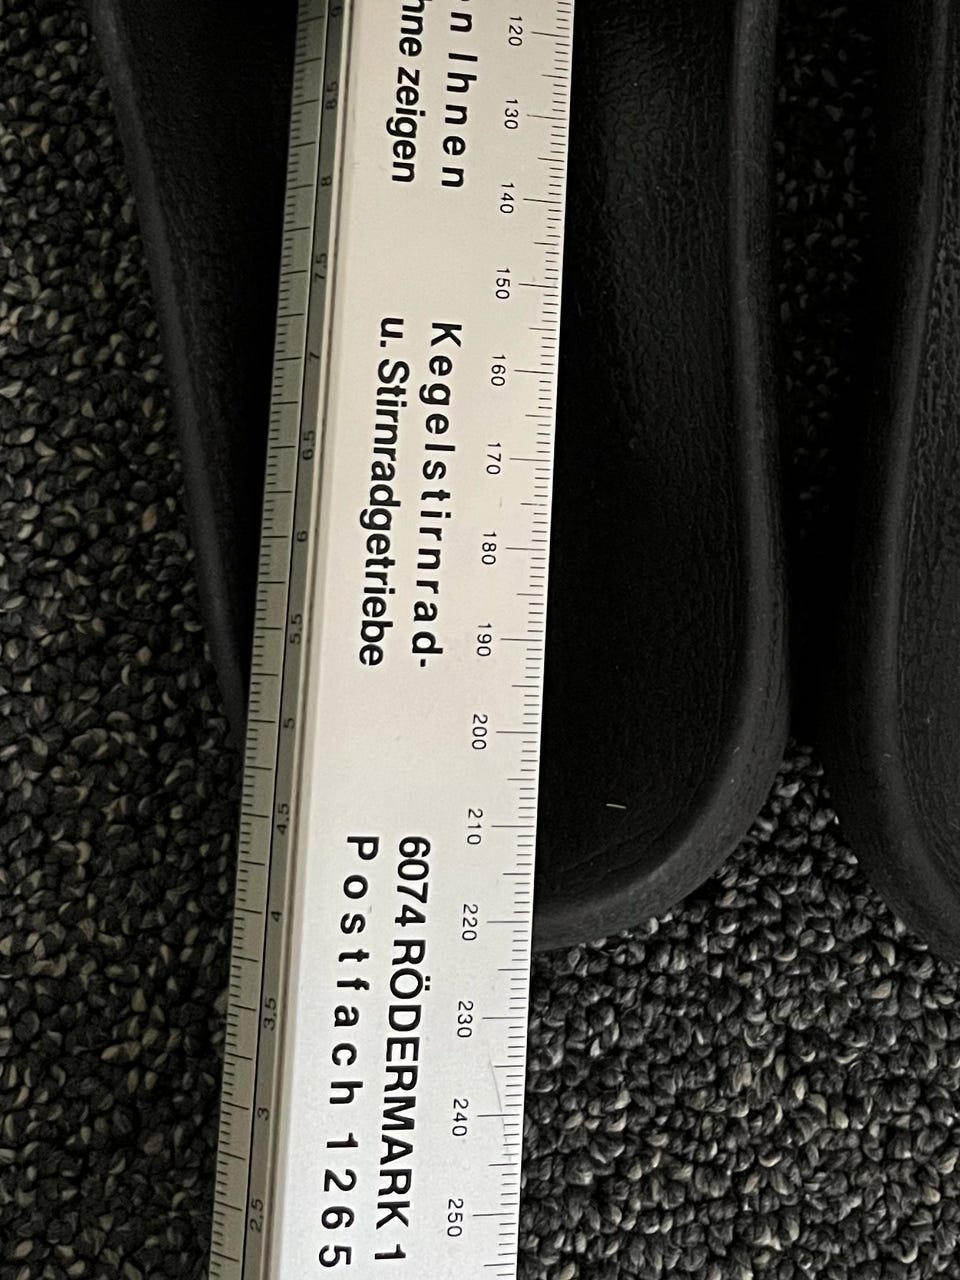 n Ihnen
hne zeigen
Kegelstirnrad-
u. Stirnradgetriebe
6074 RÖDERMARK 1
Postfach 1265
120 130 140 150 160 170 180 190 200 210 220 230 240 250
8.5 8 7.5 7 6.5 6 5.5 5 4.5 4 3.5 3 2.5